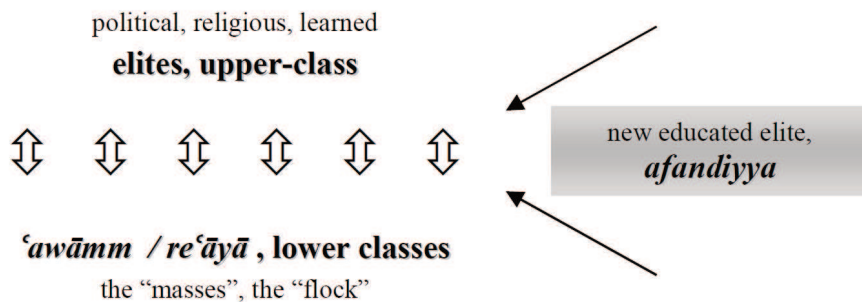 political, religious, learned
elites, upper-class
new educated elite,
afandiyya
ʿawāmm / reʿāyā , lower classes
the “masses”, the “flock”